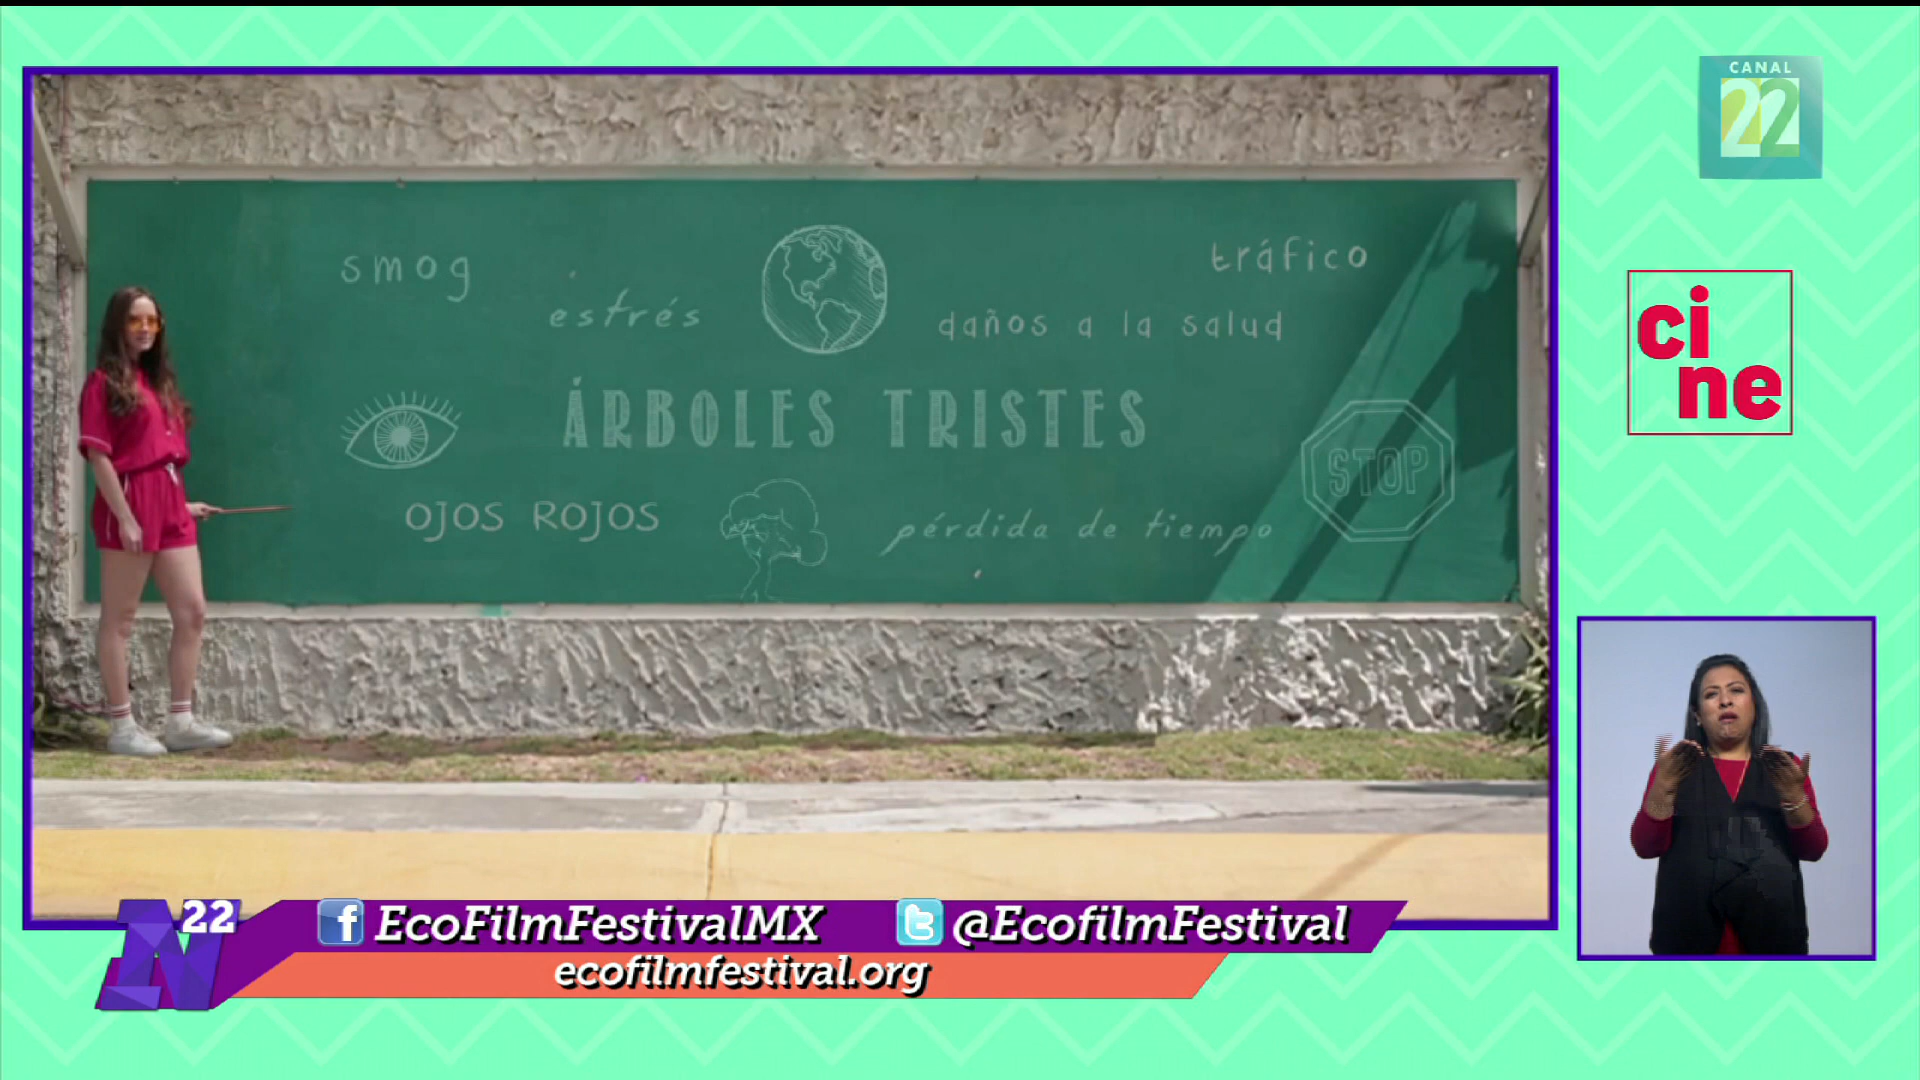 CANAL
22
smog
tráfico
estrés
daños a la salud
ci
ne
ÁRBOLES TRISTES
STOP
OJOS ROJOS
pérdida de tiempo
N22
f EcoFilmFestivalMX
t @EcofilmFestival
ecofilmfestival.org